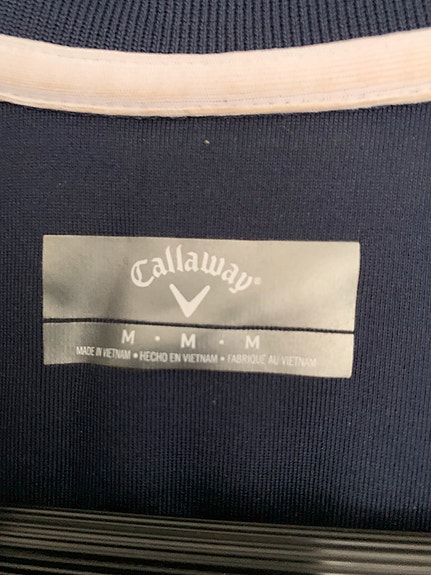 Callaway®
M • M • M
MADE IN VIETNAM • HECHO EN VIETNAM • FABRIQUÉ AU VIETNAM